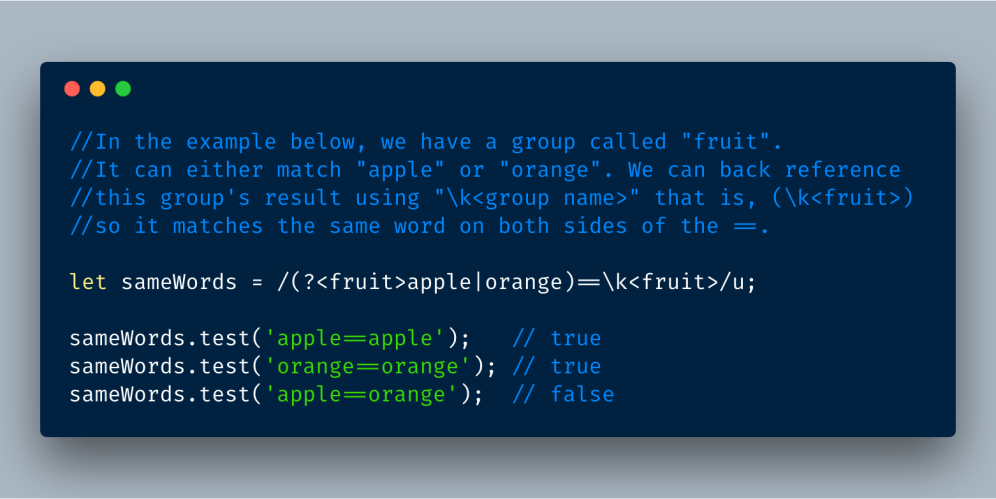 //In the example below, we have a group called "fruit".
//It can either match "apple" or "orange". We can back reference
//this group's result using "\k<group name>" that is, (\k<fruit>)
//so it matches the same word on both sides of the ==.
let sameWords = /(?<fruit>apple|orange)==\k<fruit>/u;
sameWords.test('apple==apple');   // true
sameWords.test('orange==orange'); // true
sameWords.test('apple==orange');  // false